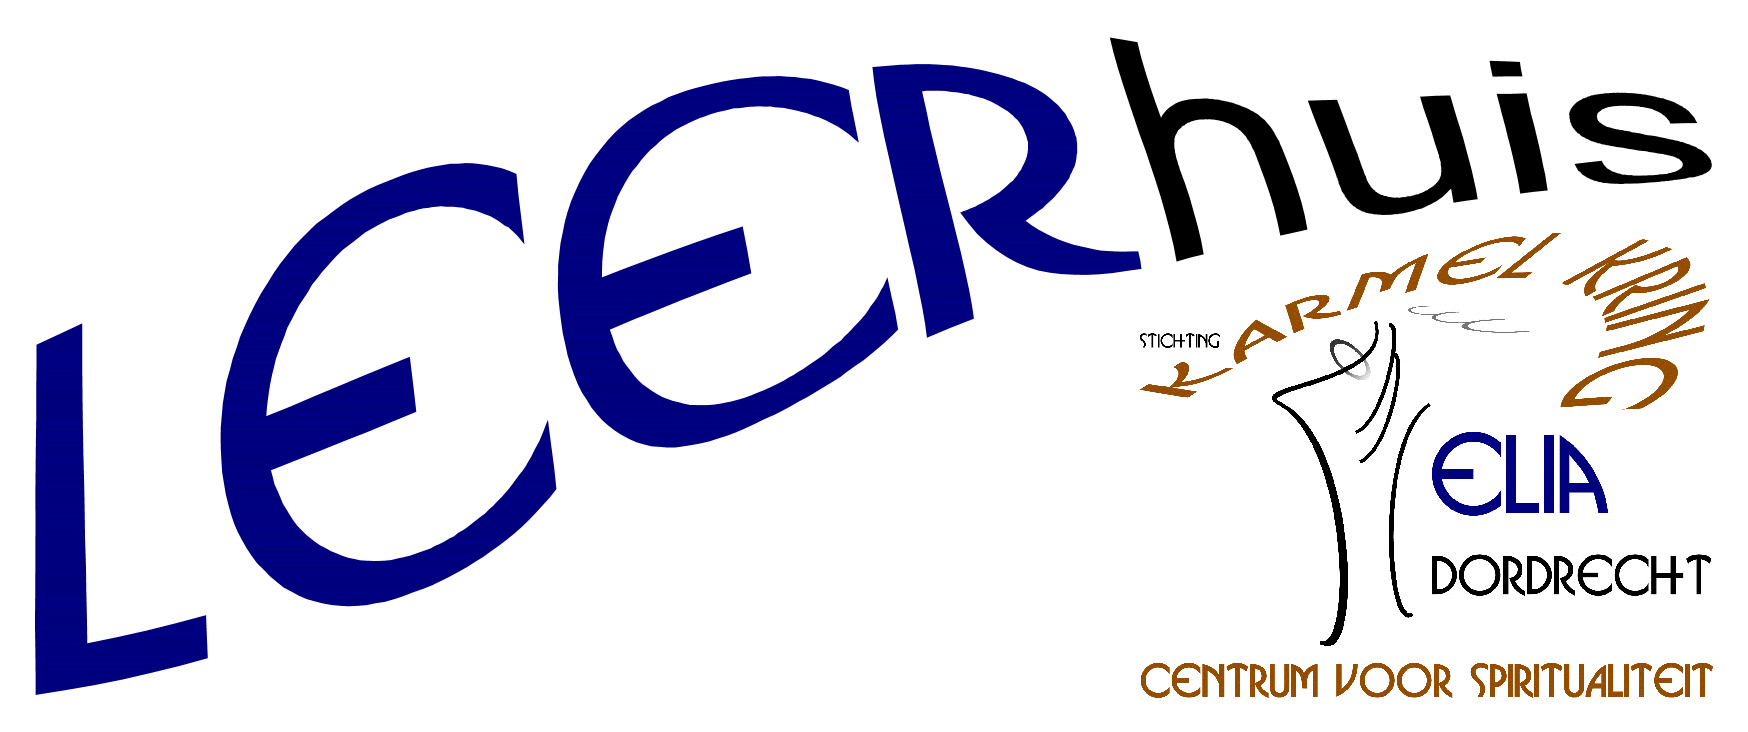 LEERhuis
STICHTING
KARMEL KRING
ELIA
DORDRECHT
CENTRUM VOOR SPIRITUALITEIT